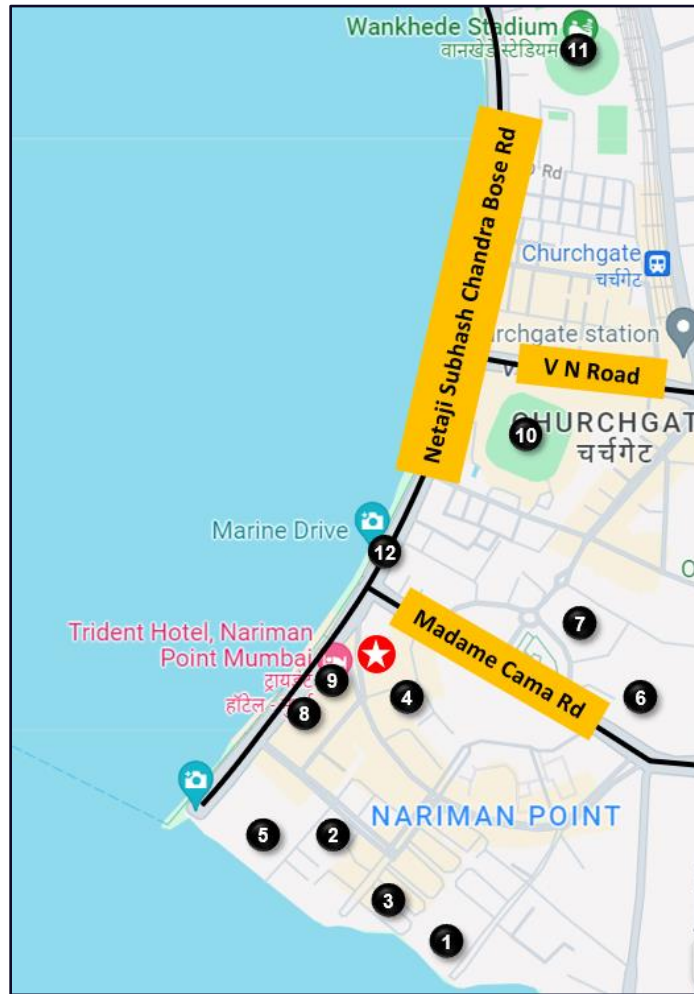 Wankhede Stadium
वानखेडे स्टेडियम
11
Rd
Netaji Subhash Chandra Bose Rd
Churchgate
चर्चगेट
rchgate station
V N Road
CHURCHGAT
चर्चगेट
10
Marine Drive
12
Madame Cama Rd
7
Trident Hotel, Nariman
Point Mumbai
ट्रायडेंट
हॉटेल -
9
4
6
8
NARIMAN POINT
5
2
3
1